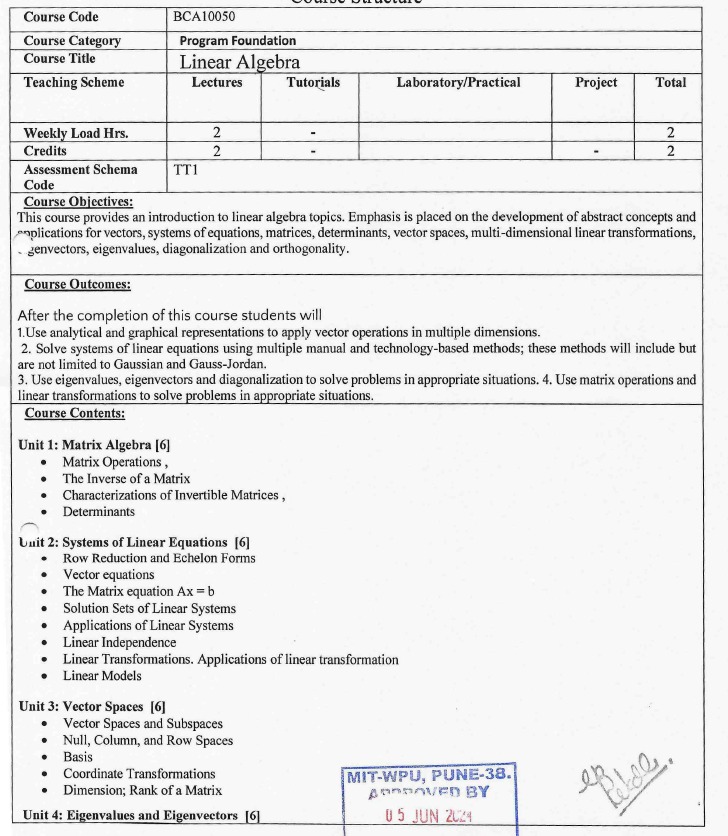 Course Structure
Course Code BCA10050
Course Category Program Foundation
Course Title Linear Algebra
Teaching Scheme Lectures Tutorials Laboratory/Practical Project Total
Weekly Load Hrs. 2 - 2
Credits 2 - - 2
Assessment Schema Code TT1
Course Objectives:
This course provides an introduction to linear algebra topics. Emphasis is placed on the development of abstract concepts and
applications for vectors, systems of equations, matrices, determinants, vector spaces, multi-dimensional linear transformations,
genvectors, eigenvalues, diagonalization and orthogonality.
Course Outcomes:
After the completion of this course students will
1.Use analytical and graphical representations to apply vector operations in multiple dimensions.
2. Solve systems of linear equations using multiple manual and technology-based methods; these methods will include but
are not limited to Gaussian and Gauss-Jordan.
3. Use eigenvalues, eigenvectors and diagonalization to solve problems in appropriate situations. 4. Use matrix operations and
linear transformations to solve problems in appropriate situations.
Course Contents:
Unit 1: Matrix Algebra [6]
• Matrix Operations ,
• The Inverse of a Matrix
• Characterizations of Invertible Matrices ,
• Determinants
Unit 2: Systems of Linear Equations [6]
• Row Reduction and Echelon Forms
• Vector equations
• The Matrix equation Ax = b
• Solution Sets of Linear Systems
• Applications of Linear Systems
• Linear Independence
• Linear Transformations. Applications of linear transformation
• Linear Models
Unit 3: Vector Spaces [6]
• Vector Spaces and Subspaces
• Null, Column, and Row Spaces
• Basis
• Coordinate Transformations
• Dimension; Rank of a Matrix
MIT-WPU, PUNE-38.
APPROVED BY
05 JUN 2024
Unit 4: Eigenvalues and Eigenvectors [6]